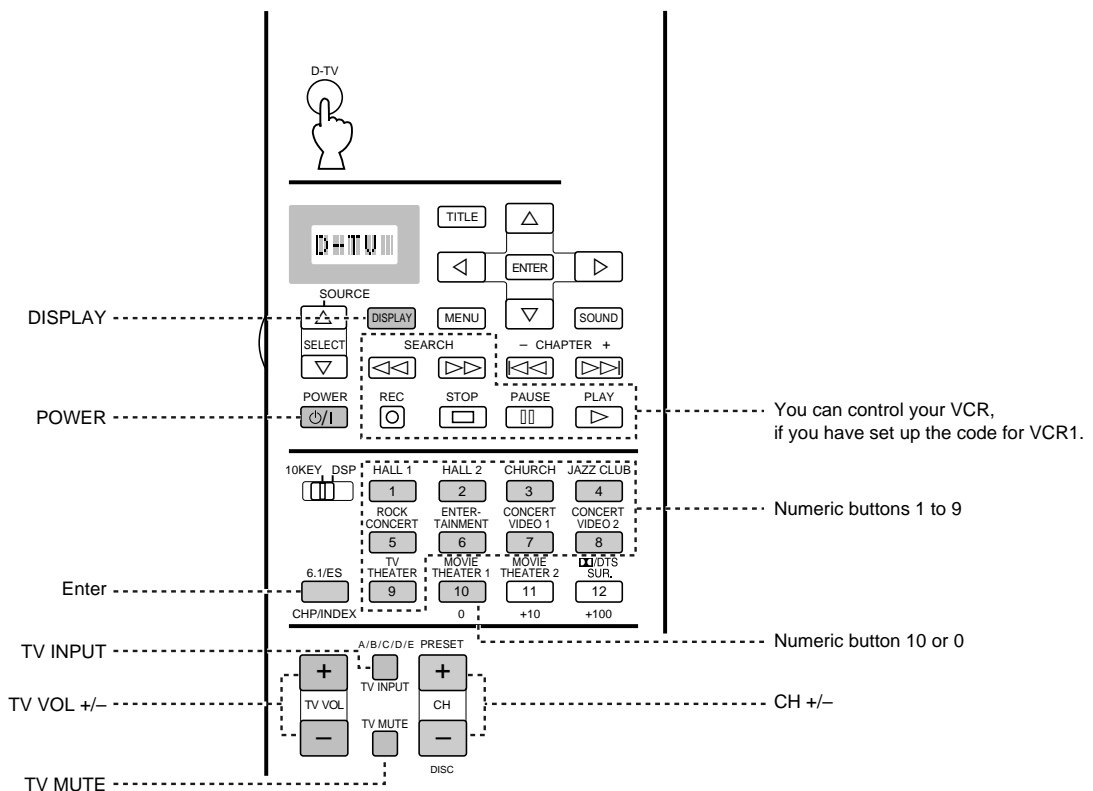 D-TV
D-TV
TITLE
ENTER
SOURCE
DISPLAY
DISPLAY
MENU
SOUND
SELECT
SEARCH
– CHAPTER +
POWER
POWER
REC
STOP
PAUSE
PLAY
You can control your VCR,
if you have set up the code for VCR1.
10KEY DSP
HALL 1
HALL 2
CHURCH
JAZZ CLUB
1
2
3
4
Numeric buttons 1 to 9
ROCK
CONCERT
ENTER-
TAINMENT
CONCERT
VIDEO 1
CONCERT
VIDEO 2
5
6
7
8
Enter
6.1/ES
TV
THEATER
MOVIE
THEATER 1
MOVIE
THEATER 2
/DTS
SUR.
9
10
11
12
CHP/INDEX
0
+10
+100
Numeric button 10 or 0
TV INPUT
A/B/C/D/E
PRESET
+
TV INPUT
+
TV VOL +/–
TV VOL
CH
CH +/–
TV MUTE
–
–
DISC
TV MUTE